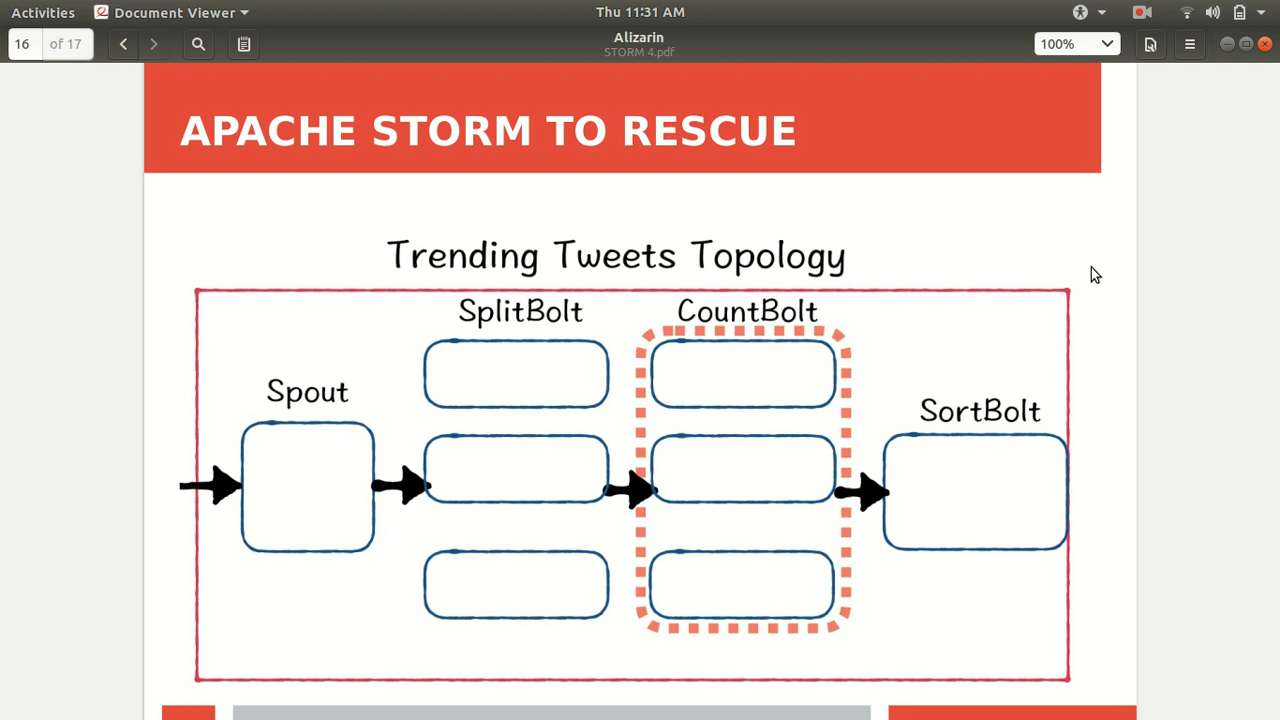 Activities Document Viewer Thu 11:31 AM
16 of 17 Alizarin 100%
STORM 4.pdf
APACHE STORM TO RESCUE
Trending Tweets Topology
SplitBolt CountBolt
Spout
SortBolt